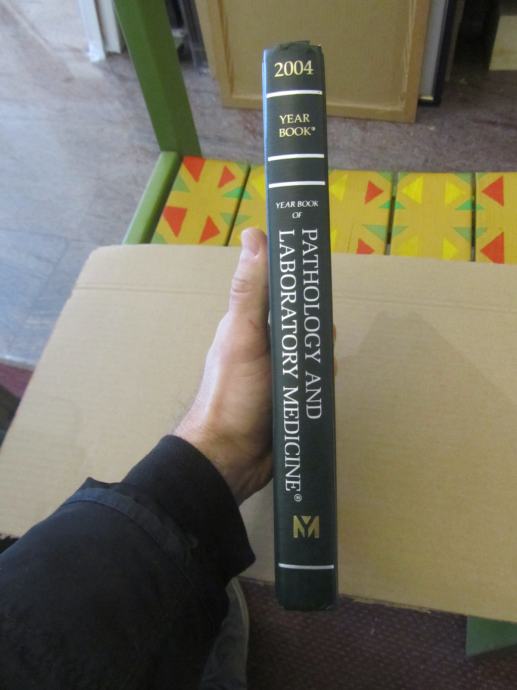 2004
YEAR
BOOK®
YEAR BOOK
OF
PATHOLOGY AND
LABORATORY MEDICINE®
M